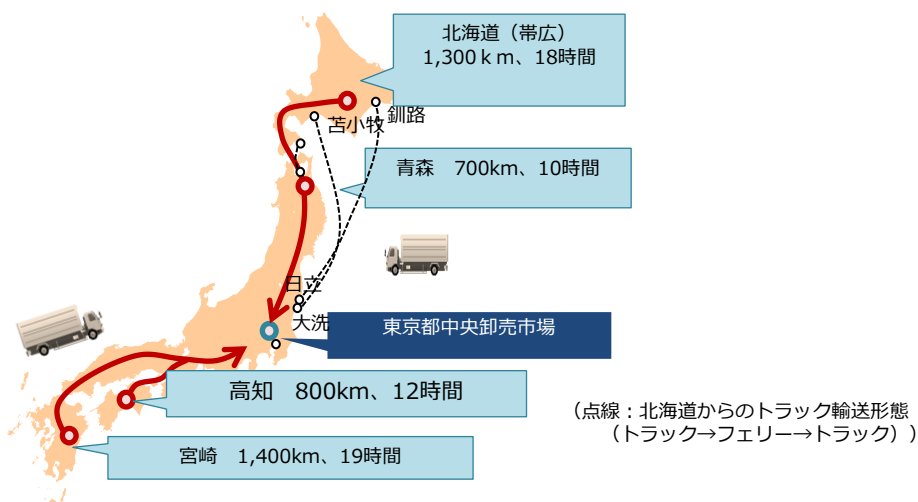 北海道（帯広）
1,300ｋｍ、18時間
釧路
苫小牧
青森　700km、10時間
日立
大洗
東京都中央卸売市場
高知　800km、12時間
（点線：北海道からのトラック輸送形態
（トラック→フェリー→トラック））
宮崎　1,400km、19時間